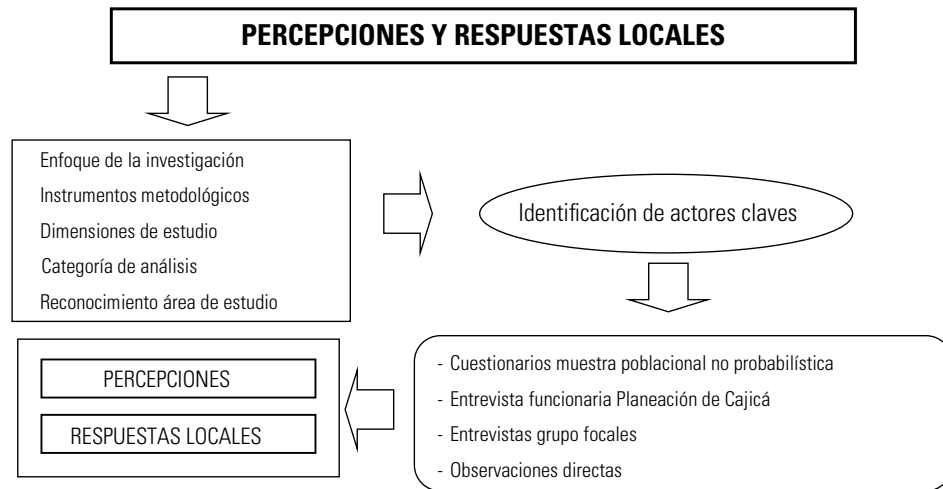 PERCEPCIONES Y RESPUESTAS LOCALES
Enfoque de la investigación
Instrumentos metodológicos
Dimensiones de estudio
Categoría de análisis
Reconocimiento área de estudio
Identificación de actores claves
- Cuestionarios muestra poblacional no probabilística
- Entrevista funcionaria Planeación de Cajicá
- Entrevistas grupo focales
- Observaciones directas
PERCEPCIONES
RESPUESTAS LOCALES